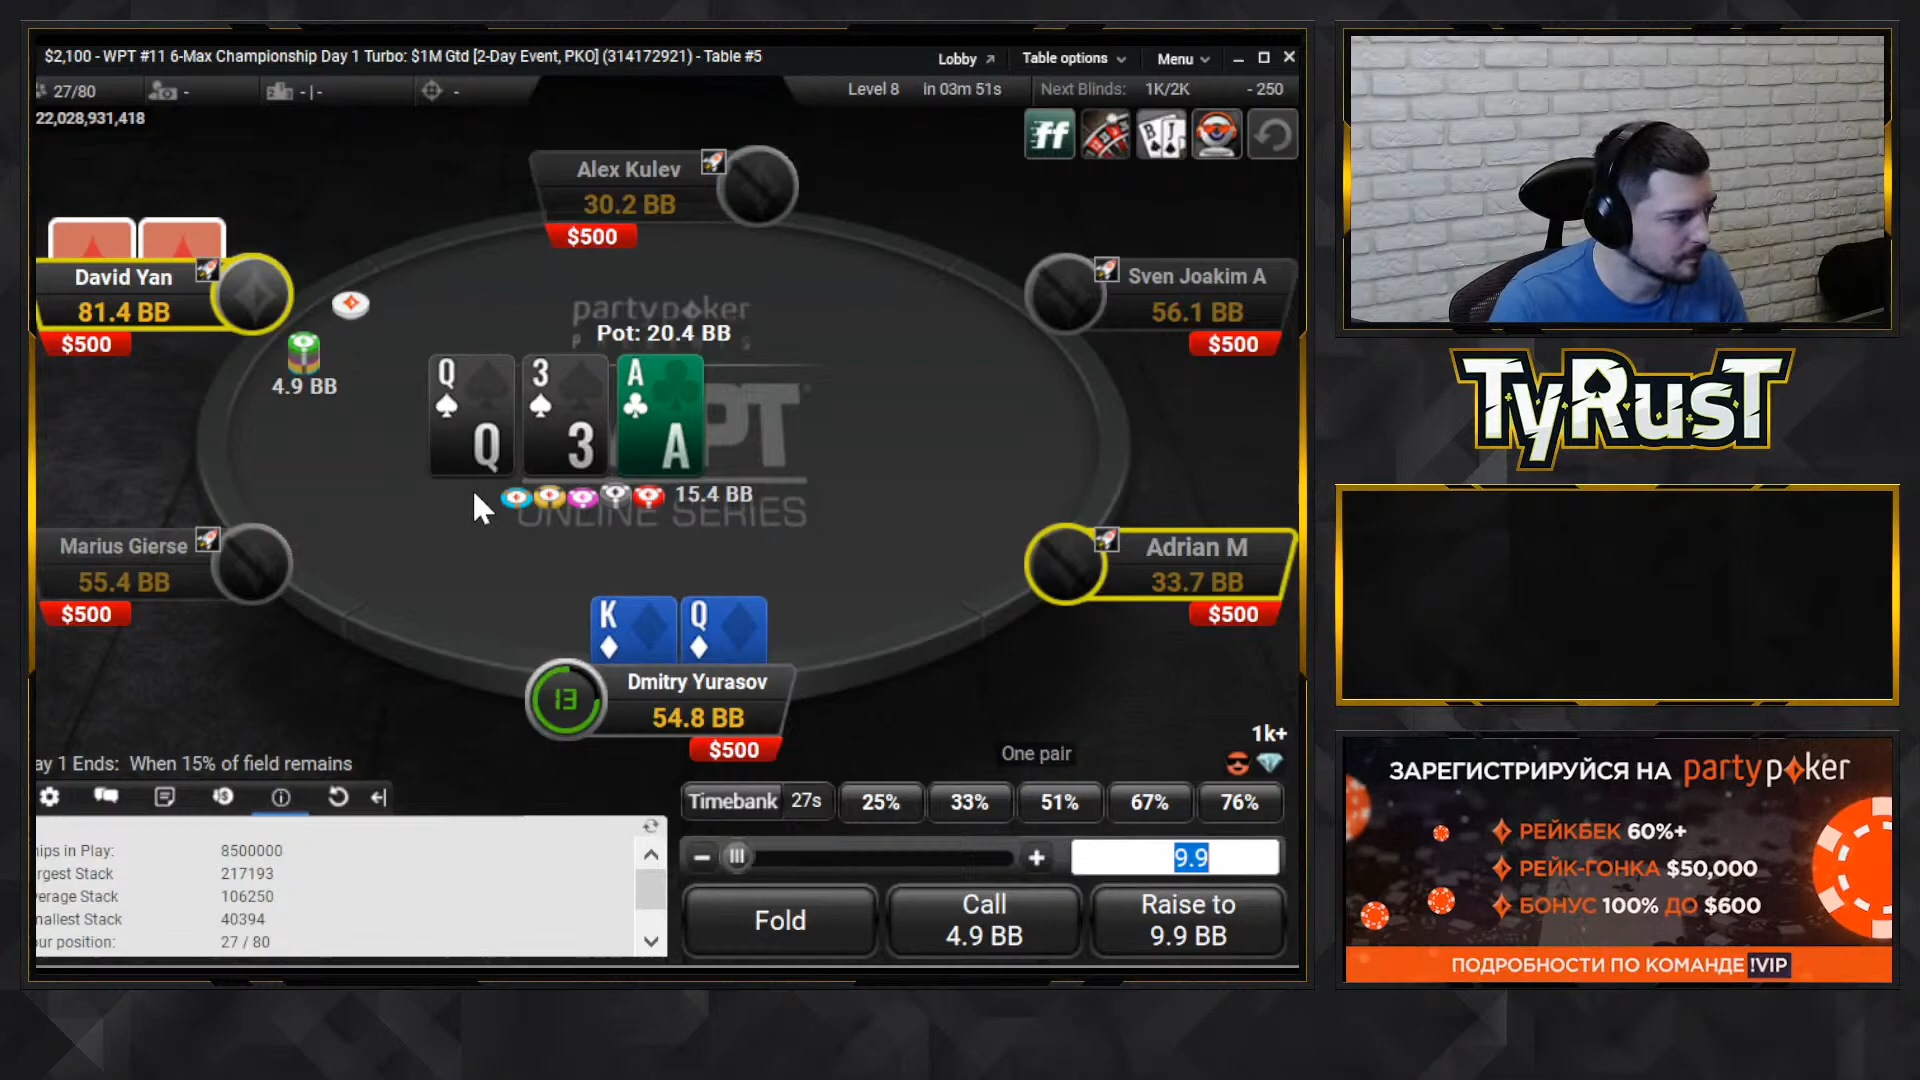 $2,100 - WPT #11 6-Max Championship Day 1 Turbo: $1M Gtd [2-Day Event, PKO] (314172921) - Table #5
Lobby
Table options
Menu
27/80
-
- | -
-
Level 8
in 03m 51s
Next Blinds:
1K/2K
- 250
22,028,931,418
ff
Alex Kulev
30.2 BB
$500
David Yan
81.4 BB
$500
4.9 BB
Sven Joakim A
56.1 BB
$500
partypoker
Pot: 20.4 BB
Q
Q
3
3
A
A
15.4 BB
ONLINE SERIES
Marius Gierse
55.4 BB
$500
Adrian M
33.7 BB
$500
K
Q
13
Dmitry Yurasov
54.8 BB
$500
1k+
One pair
ay 1 Ends: When 15% of field remains
Timebank 27s
25%
33%
51%
67%
76%
9.9
Fold
Call
4.9 BB
Raise to
9.9 BB
hips in Play: 8500000
rgest Stack 217193
verage Stack 106250
mallest Stack 40394
our position: 27 / 80
TyRusT
ЗАРЕГИСТРИРУЙСЯ НА partypoker
РЕЙКБЕК 60%+
РЕЙК-ГОНКА $50,000
БОНУС 100% ДО $600
ПОДРОБНОСТИ ПО КОМАНДЕ !VIP